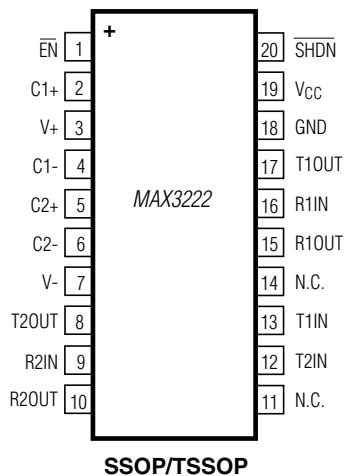 +
EN 1 20 SHDN
C1+ 2 19 VCC
V+ 3 18 GND
C1- 4 17 T1OUT
C2+ 5 MAX3222 16 R1IN
C2- 6 15 R1OUT
V- 7 14 N.C.
T2OUT 8 13 T1IN
R2IN 9 12 T2IN
R2OUT 10 11 N.C.
SSOP/TSSOP